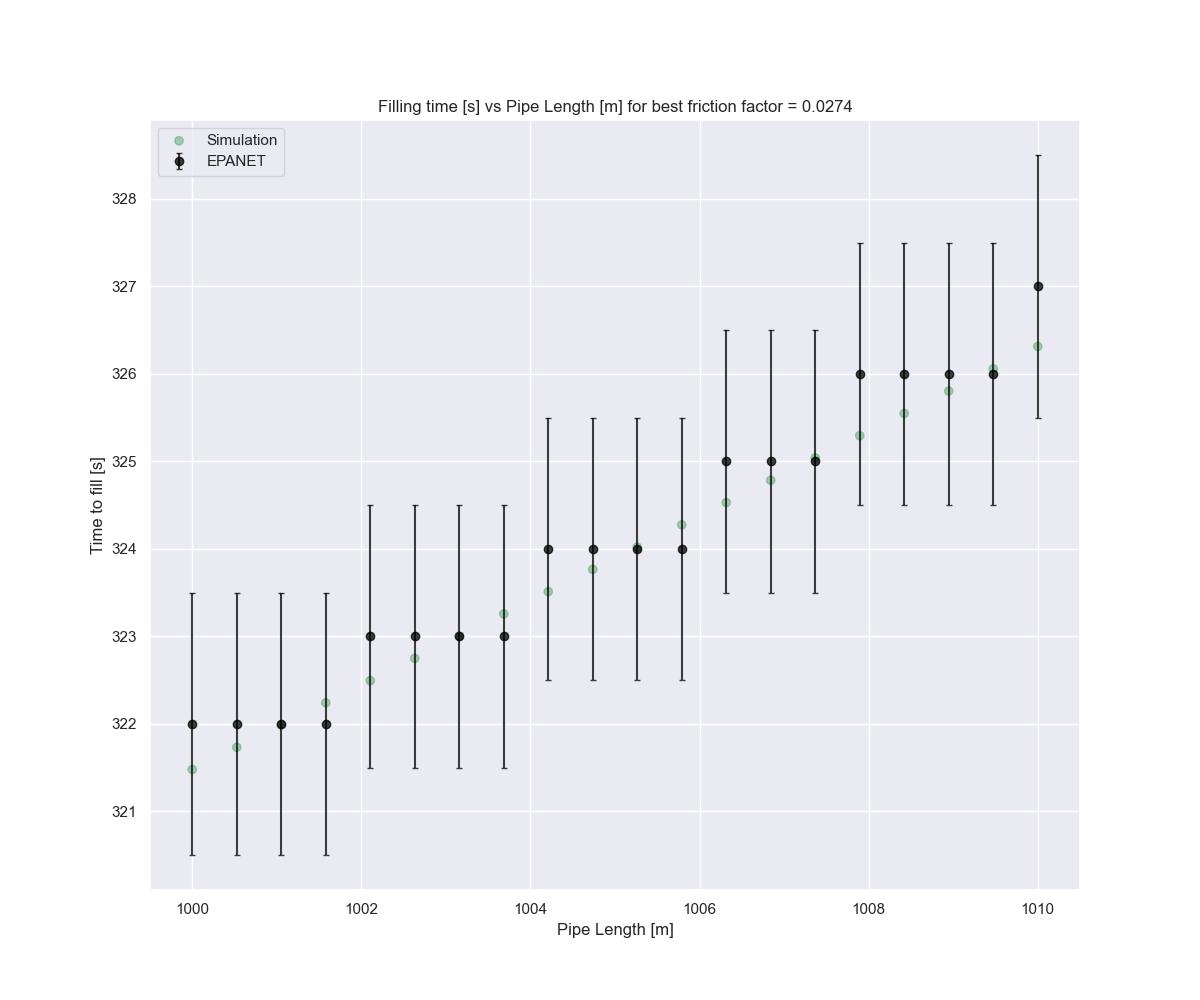 Filling time [s] vs Pipe Length [m] for best friction factor = 0.0274
Simulation
EPANET
328
327
326
325
324
323
322
321
Time to fill [s]
1000 1002 1004 1006 1008 1010
Pipe Length [m]